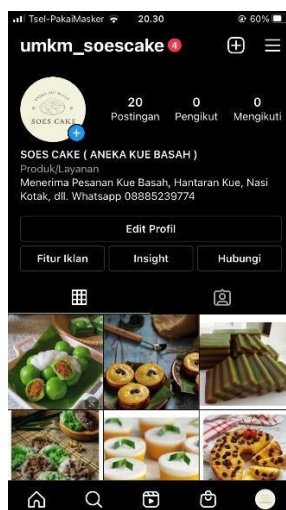 Tsel-PakaiMasker 20.30 60%
umkm_soescake 4
SOES CAKE
20 0 0
Postingan Pengikut Mengikuti
SOES CAKE ( ANEKA KUE BASAH )
Produk/Layanan
Menerima Pesanan Kue Basah, Hantaran Kue, Nasi
Kotak, dll. Whatsapp 08885239774
Edit Profil
Fitur Iklan Insight Hubungi